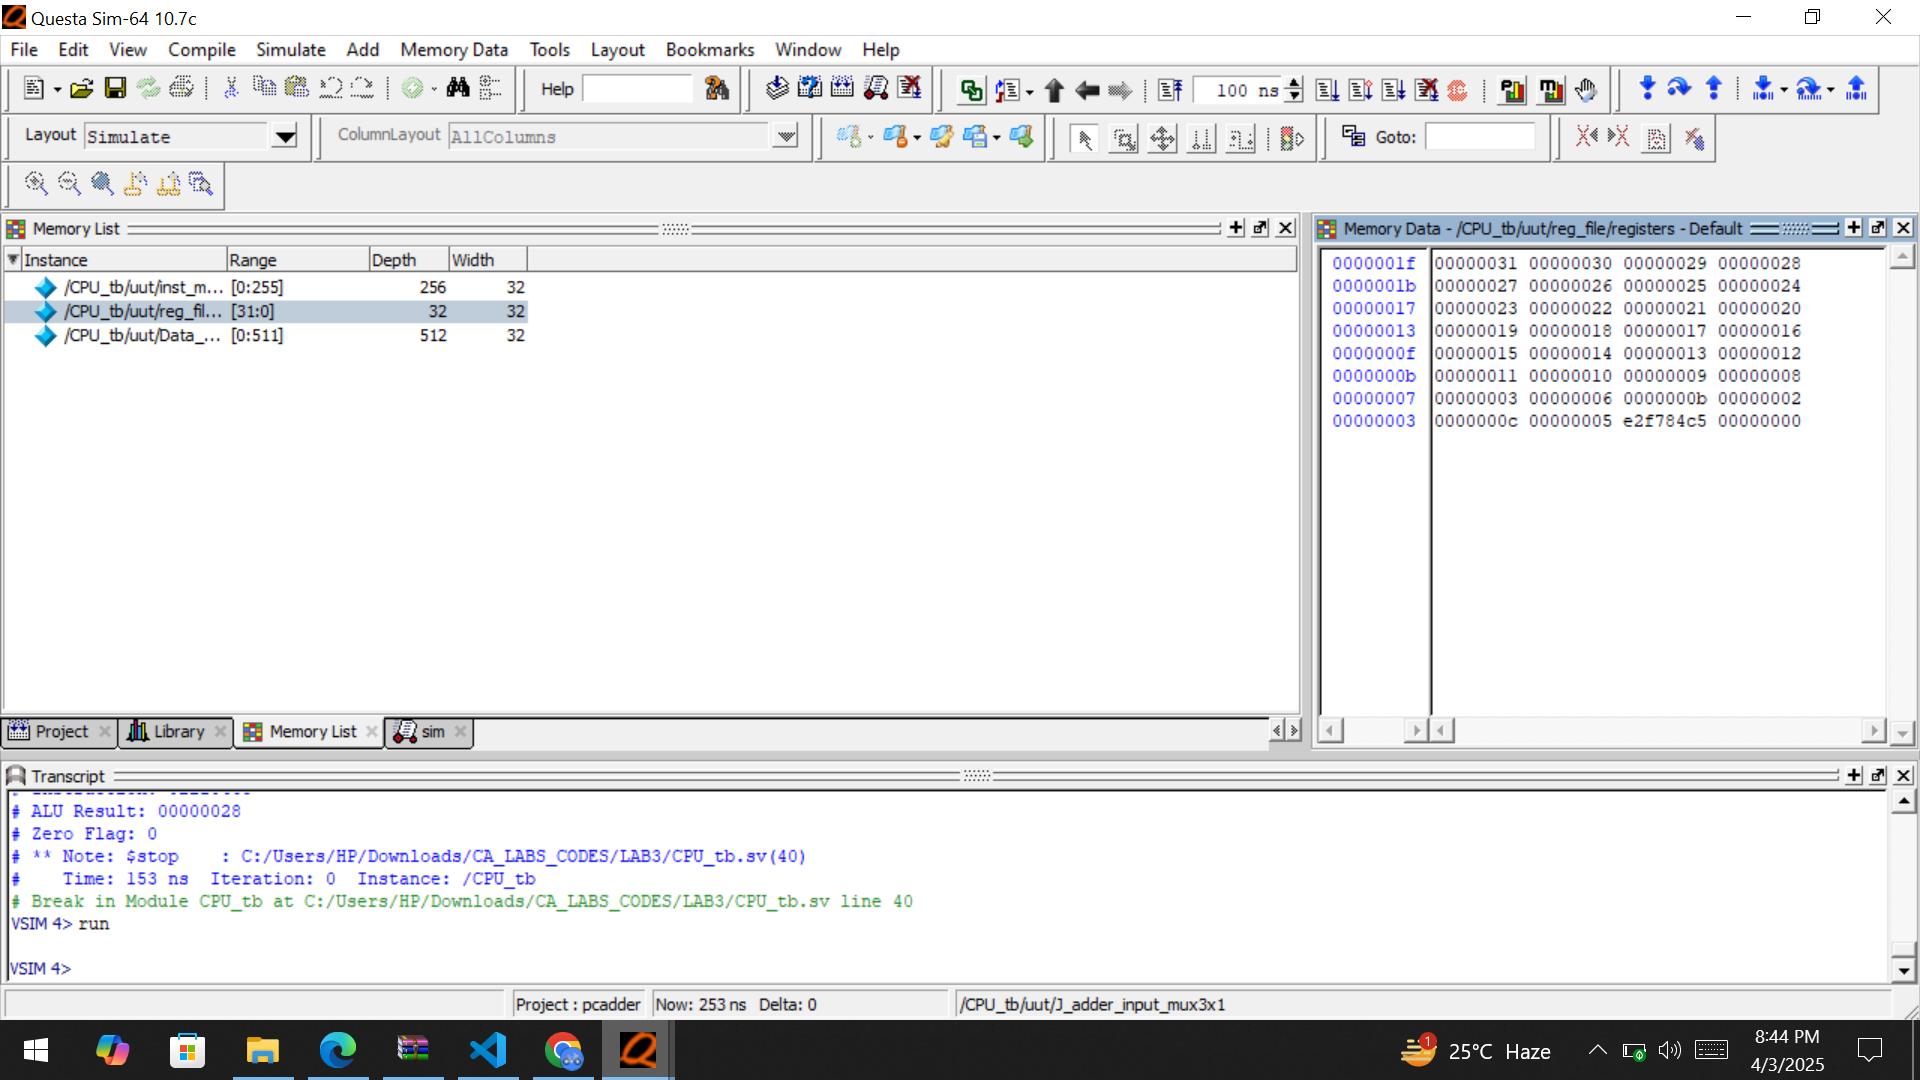 Questa Sim-64 10.7c
File Edit View Compile Simulate Add Memory Data Tools Layout Bookmarks Window Help
Help 100 ns
Layout Simulate ColumnLayout AllColumns Goto:
Memory List
Instance Range Depth Width
/CPU_tb/uut/inst_m... [0:255] 256 32
/CPU_tb/uut/reg_fil... [31:0] 32 32
/CPU_tb/uut/Data_... [0:511] 512 32
Memory Data - /CPU_tb/uut/reg_file/registers - Default
0000001f 00000031 00000030 00000029 00000028
0000001b 00000027 00000026 00000025 00000024
00000017 00000023 00000022 00000021 00000020
00000013 00000019 00000018 00000017 00000016
0000000f 00000015 00000014 00000013 00000012
0000000b 00000011 00000010 00000009 00000008
00000007 00000003 00000006 0000000b 00000002
00000003 0000000c 00000005 e2f784c5 00000000
Project Library Memory List sim
Transcript
# ALU Result: 00000028
# Zero Flag: 0
# ** Note: $stop : C:/Users/HP/Downloads/CA_LABS_CODES/LAB3/CPU_tb.sv(40)
# Time: 153 ns Iteration: 0 Instance: /CPU_tb
# Break in Module CPU_tb at C:/Users/HP/Downloads/CA_LABS_CODES/LAB3/CPU_tb.sv line 40
VSIM 4> run
VSIM 4>
Project : pcadder Now: 253 ns Delta: 0 /CPU_tb/uut/J_adder_input_mux3x1
1 25°C Haze 8:44 PM
4/3/2025